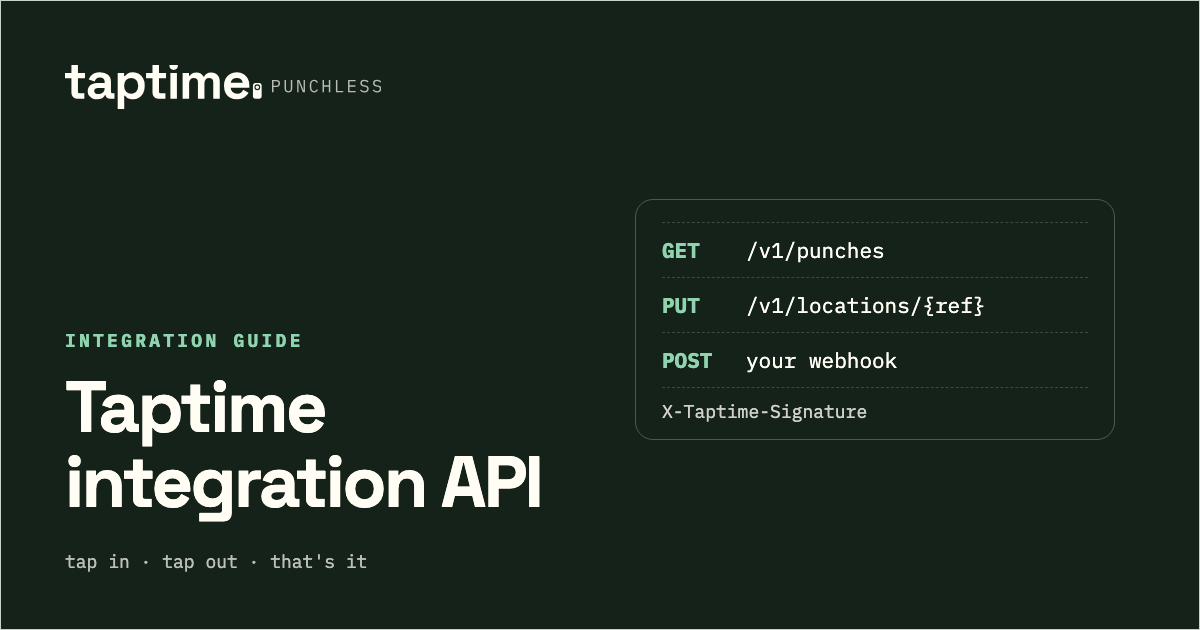 taptime. PUNCHLESS
INTEGRATION GUIDE
Taptime
integration API
tap in · tap out · that's it
GET /v1/punches
PUT /v1/locations/{ref}
POST your webhook
X-Taptime-Signature